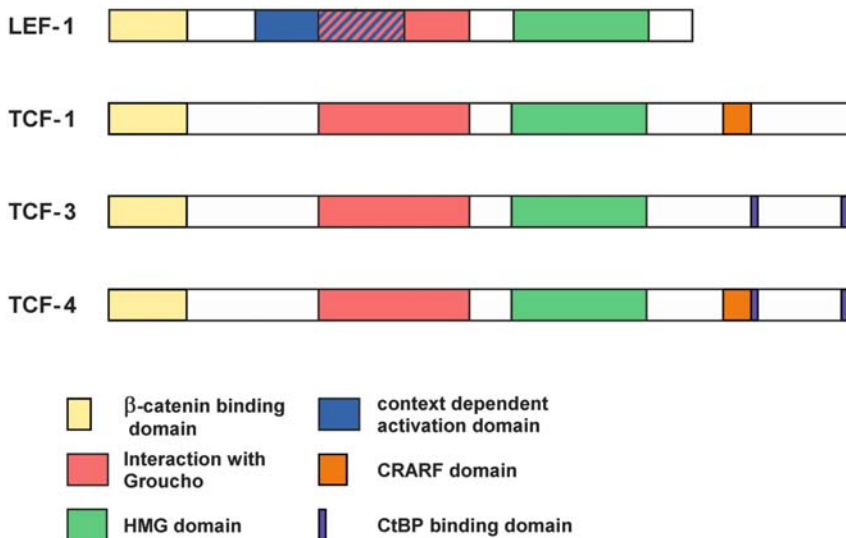 LEF-1
TCF-1
TCF-3
TCF-4
β-catenin binding
domain
Interaction with
Groucho
HMG domain
context dependent
activation domain
CRARF domain
CtBP binding domain